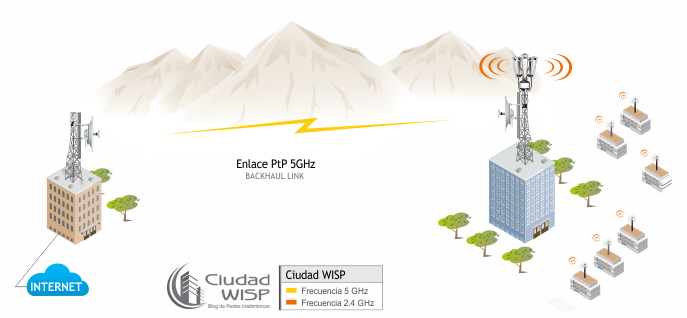 Enlace PtP 5GHz
BACKHAUL LINK
INTERNET
Ciudad
WISP
Blog de Redes Inalámbricas
Ciudad WISP
Frecuencia 5 GHz
Frecuencia 2.4 GHz